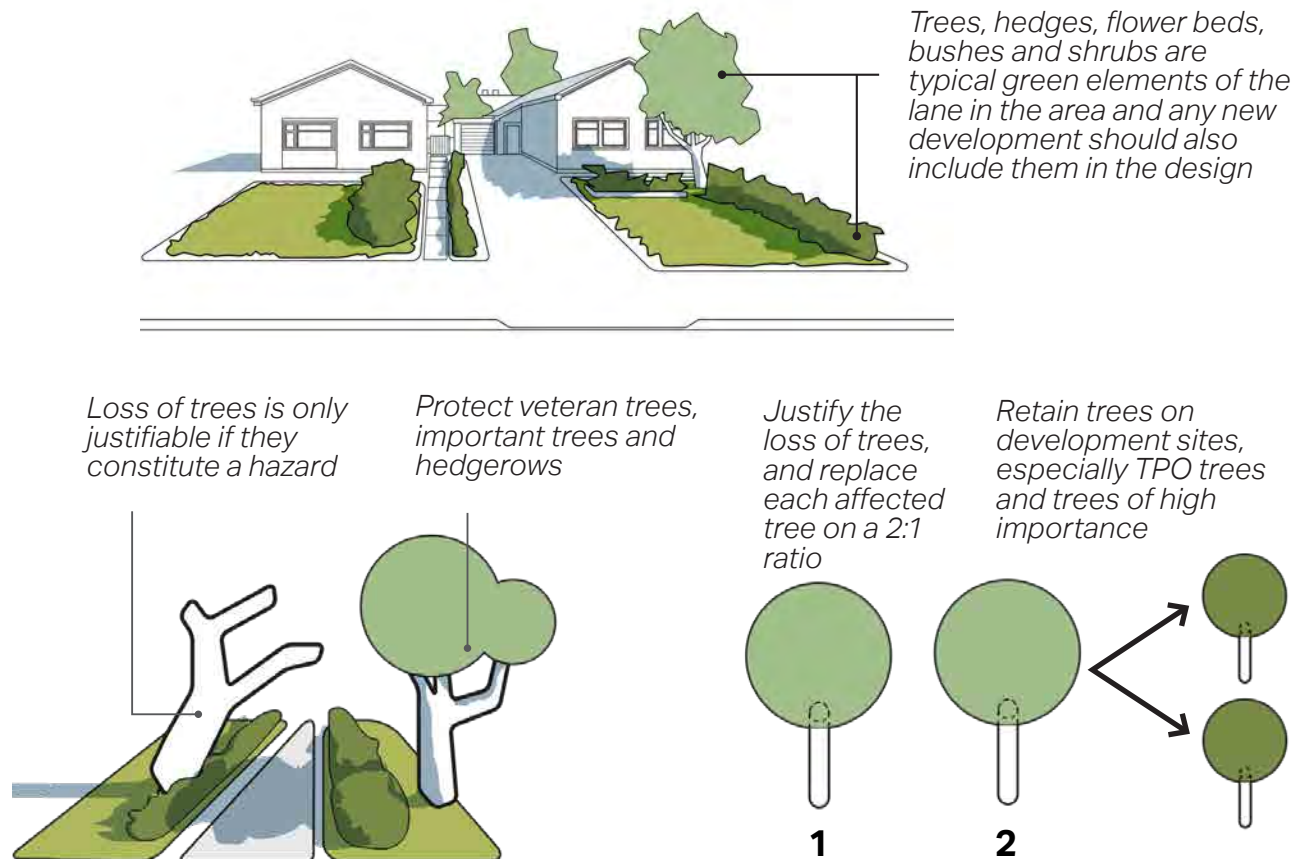 Trees, hedges, flower beds,
bushes and shrubs are
typical green elements of the
lane in the area and any new
development should also
include them in the design
Loss of trees is only
justifiable if they
constitute a hazard
Protect veteran trees,
important trees and
hedgerows
Justify the
loss of trees,
and replace
each affected
tree on a 2:1
ratio
Retain trees on
development sites,
especially TPO trees
and trees of high
importance
1
2